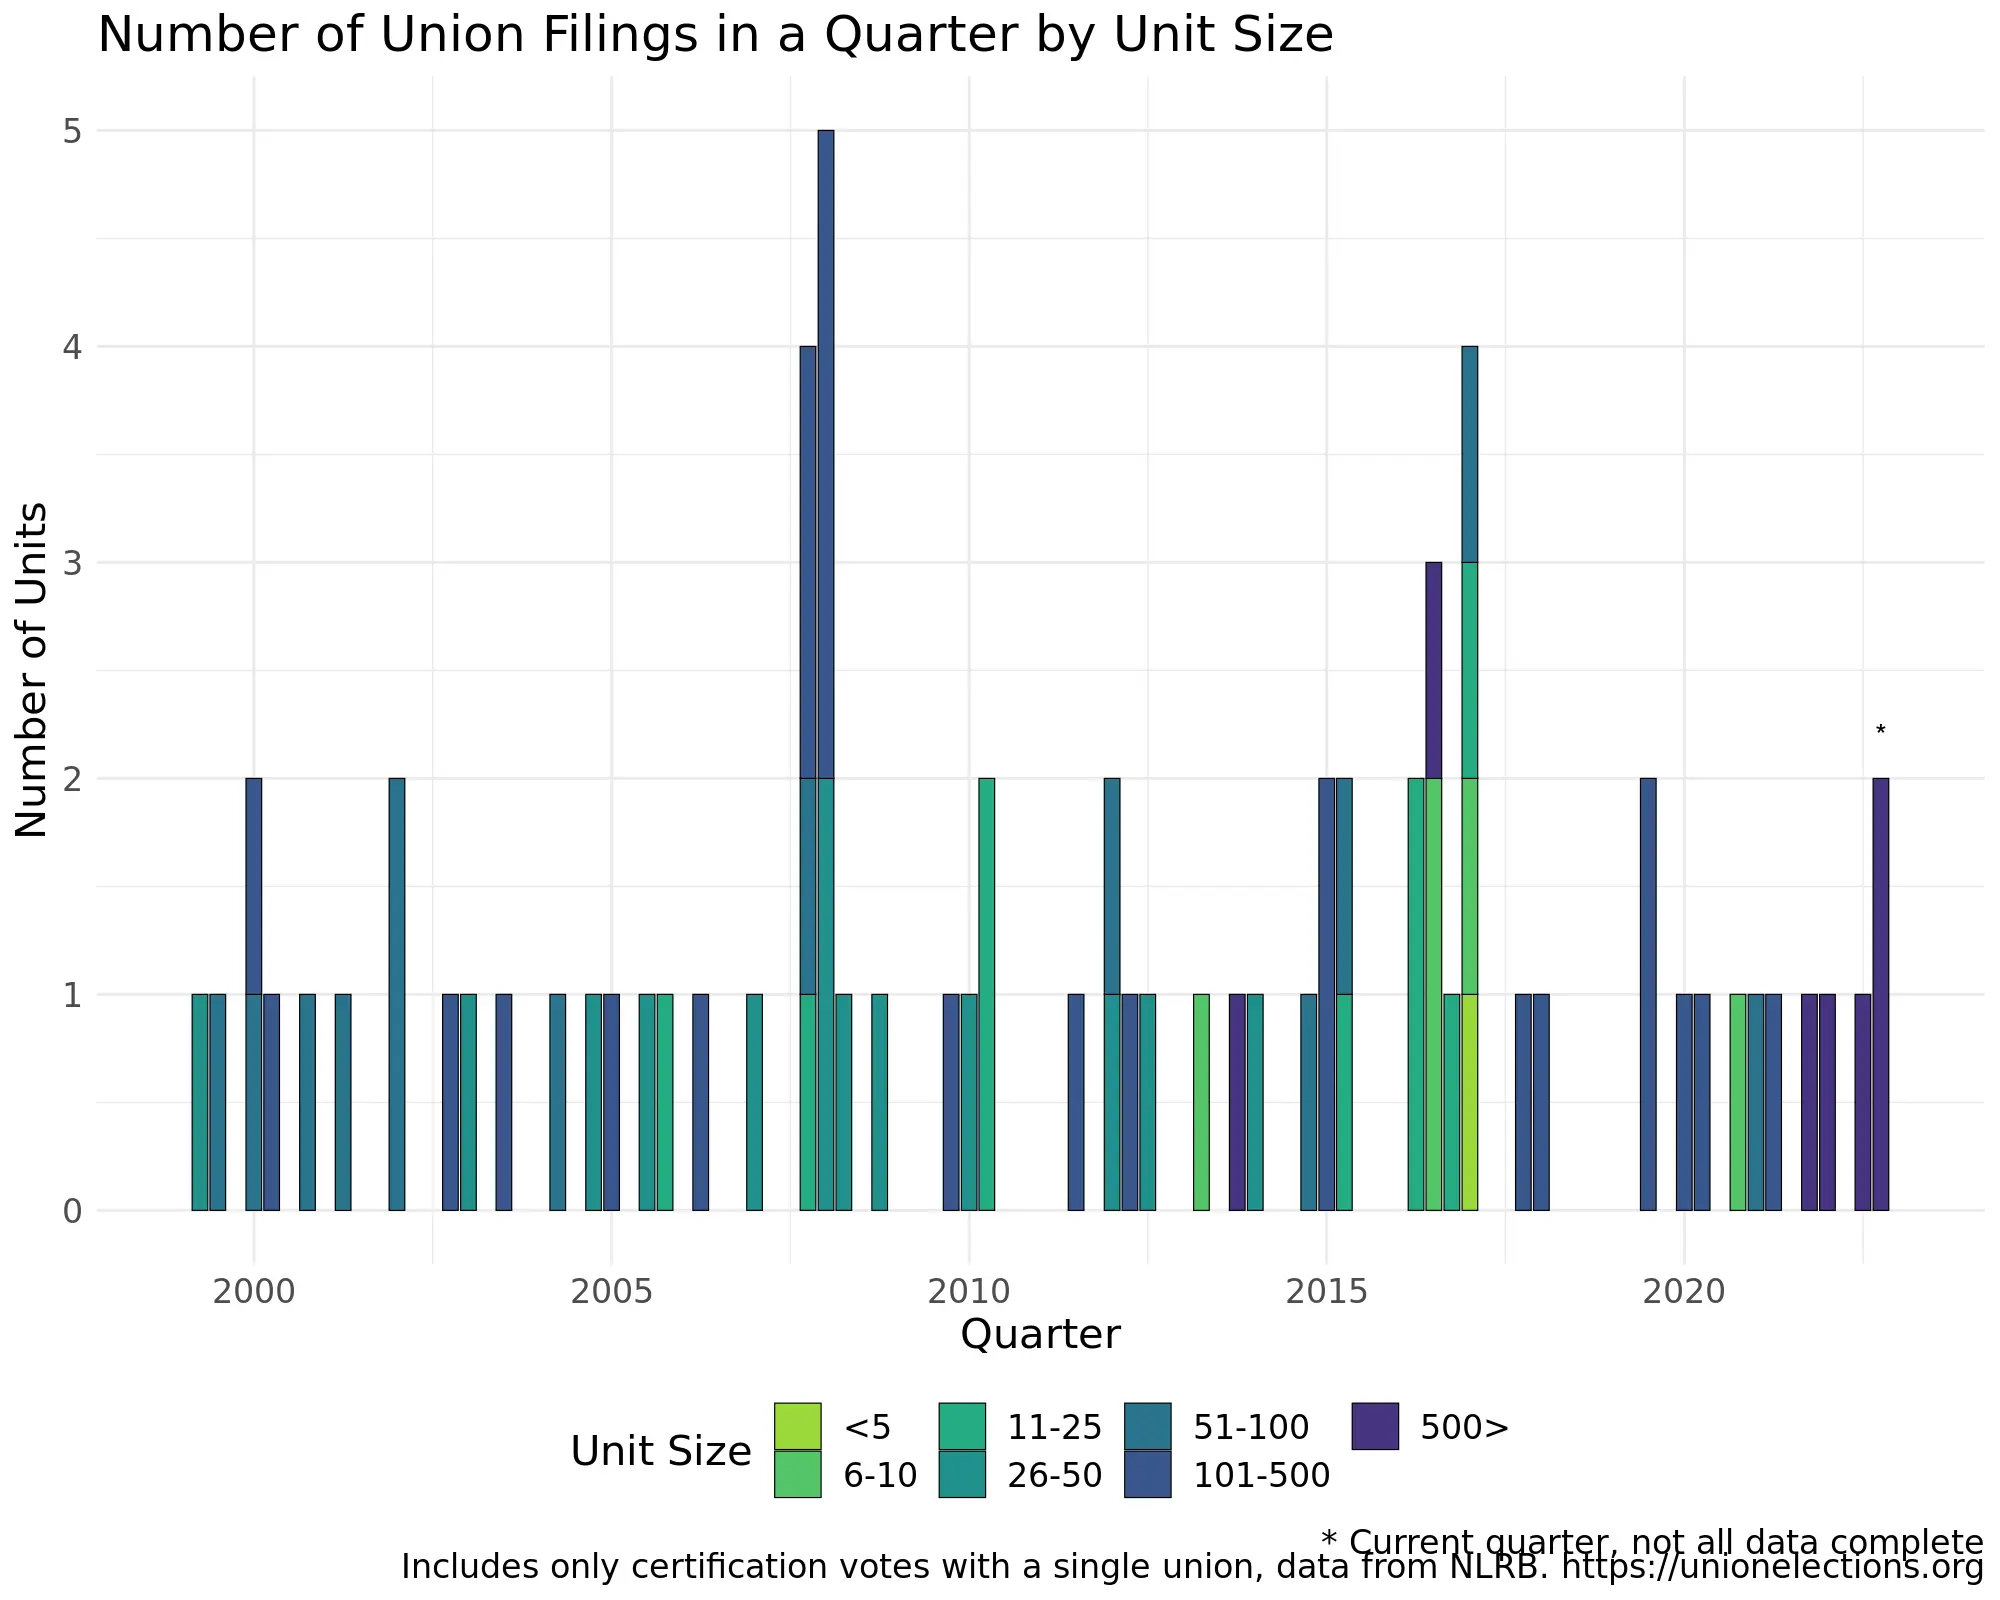 Number of Union Filings in a Quarter by Unit Size
Number of Units
5
4
3
2
1
0
*
2000 2005 2010 2015 2020
Quarter
Unit Size
<5 11-25 51-100 500>
6-10 26-50 101-500
* Current quarter, not all data complete
Includes only certification votes with a single union, data from NLRB. https://unionelections.org